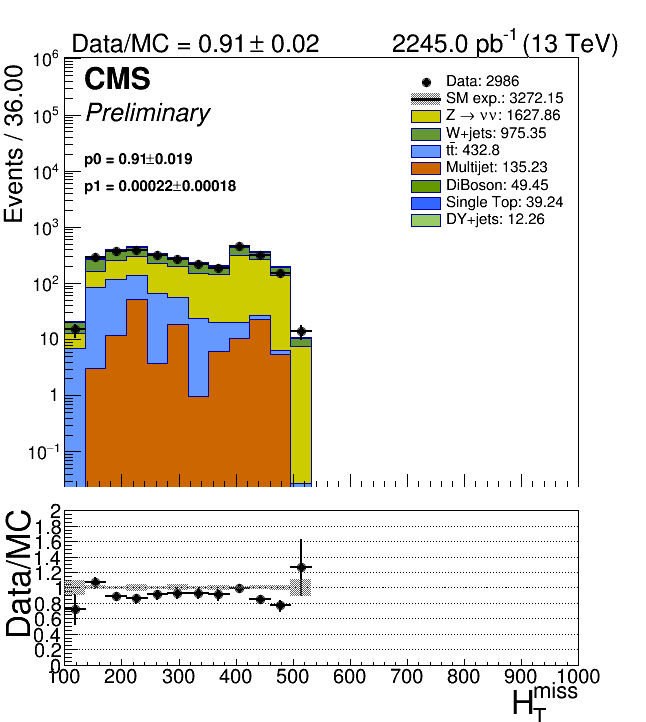 Data/MC = 0.91± 0.02
2245.0 pb⁻¹ (13 TeV)
Events / 36.00
10⁶
10⁵
10⁴
10³
10²
10
1
10⁻¹
CMS
Preliminary
p0 = 0.91±0.019
p1 = 0.00022±0.00018
Data: 2986
SM exp.: 3272.15
Z → νν: 1627.86
W+jets: 975.35
tt̄: 432.8
Multijet: 135.23
DiBoson: 49.45
Single Top: 39.24
DY+jets: 12.26
Data/MC
2
1.8
1.6
1.4
1.2
1
0.8
0.6
0.4
0.2
0
100 200 300 400 500 600 700 800 900 1000
H_T^miss